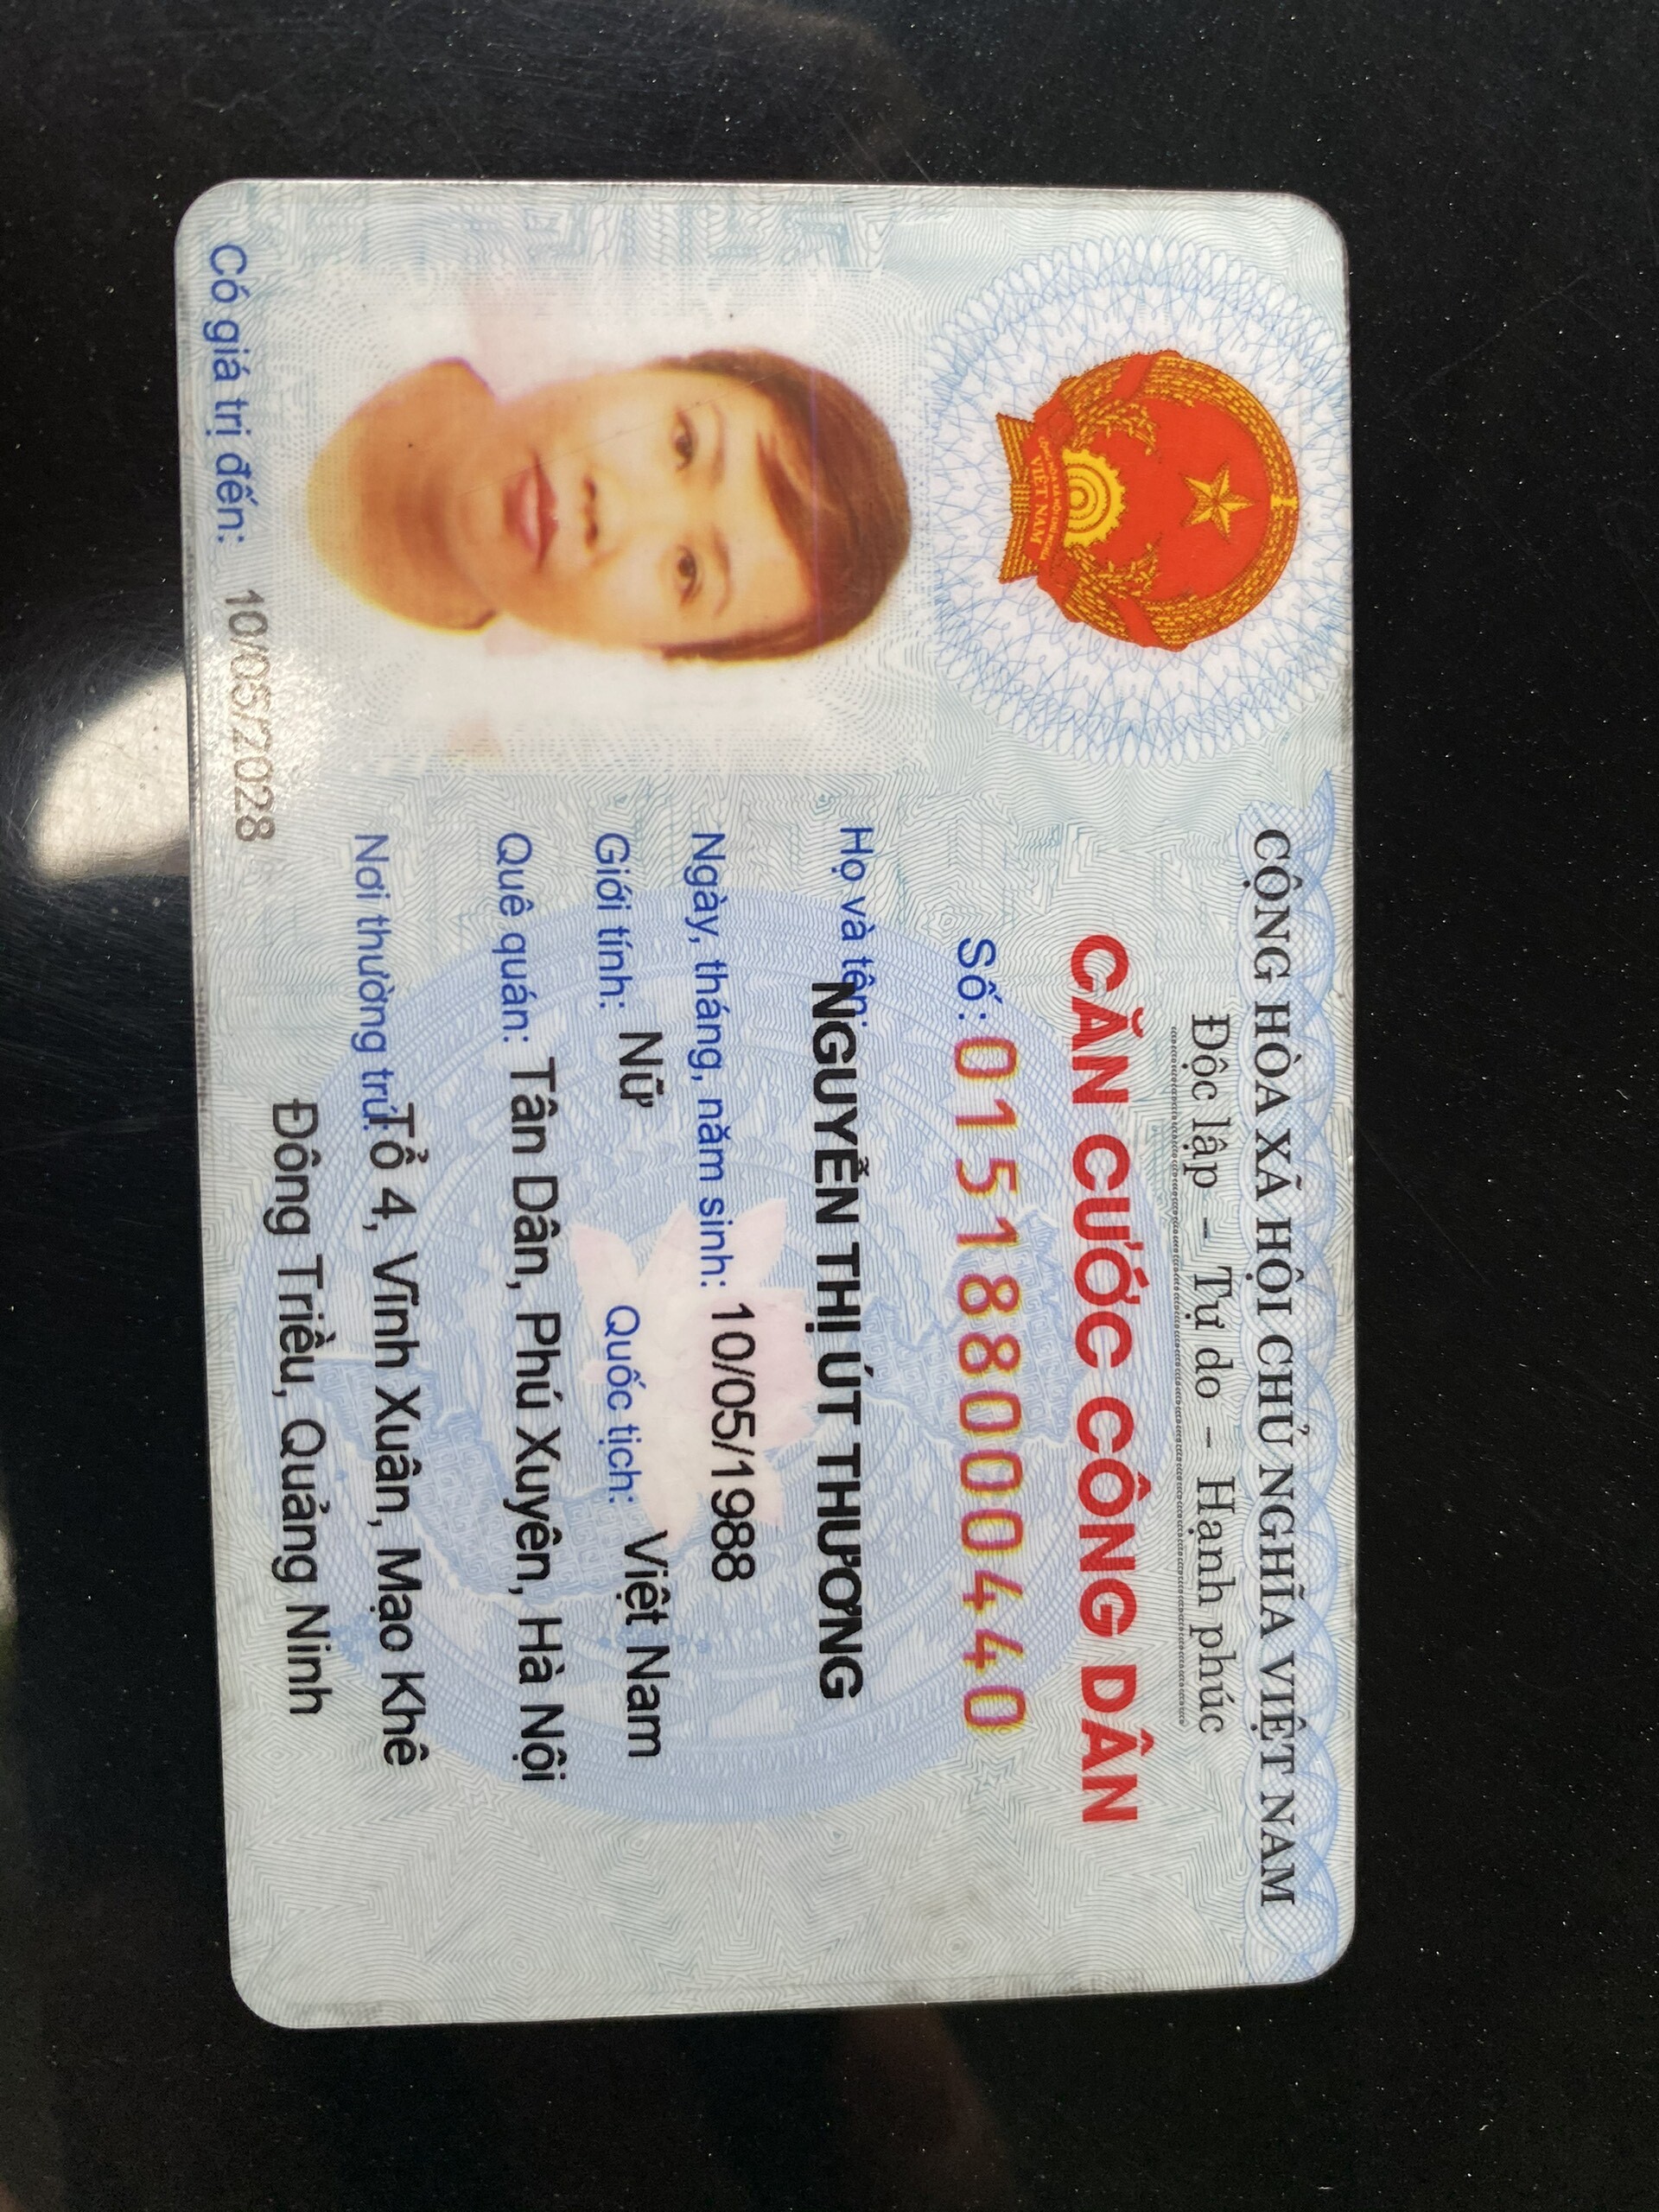 CỘNG HÒA XÃ HỘI CHỦ NGHĨA VIỆT NAM
Độc lập – Tự do – Hạnh phúc
CĂN CƯỚC CÔNG DÂN
Số: 015188000440
Họ và tên: NGUYỄN THỊ ÚT THƯƠNG
Ngày, tháng, năm sinh: 10/05/1988
Giới tính: Nữ Quốc tịch: Việt Nam
Quê quán: Tân Dân, Phú Xuyên, Hà Nội
Nơi thường trú: Tổ 4, Vĩnh Xuân, Mạo Khê
Đông Triều, Quảng Ninh
Có giá trị đến: 10/05/2028
VIỆT NAM